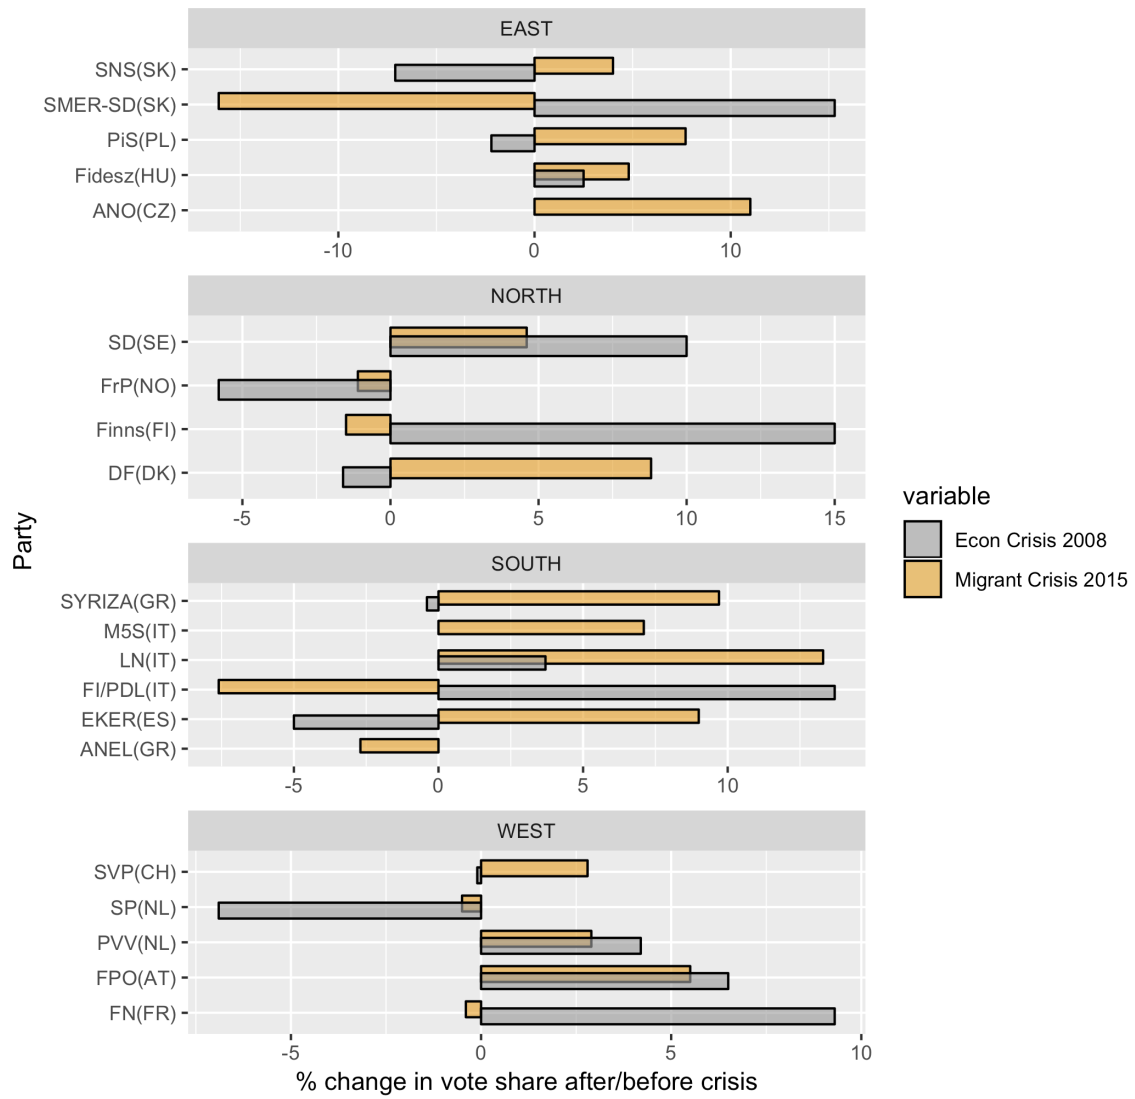 EAST
SNS(SK)
SMER-SD(SK)
PiS(PL)
Fidesz(HU)
ANO(CZ)
-10 0 10
NORTH
SD(SE)
FrP(NO)
Finns(FI)
DF(DK)
-5 0 5 10 15
SOUTH
SYRIZA(GR)
M5S(IT)
LN(IT)
FI/PDL(IT)
EKER(ES)
ANEL(GR)
-5 0 5 10
WEST
SVP(CH)
SP(NL)
PVV(NL)
FPO(AT)
FN(FR)
-5 0 5 10
% change in vote share after/before crisis
Party
variable
Econ Crisis 2008
Migrant Crisis 2015